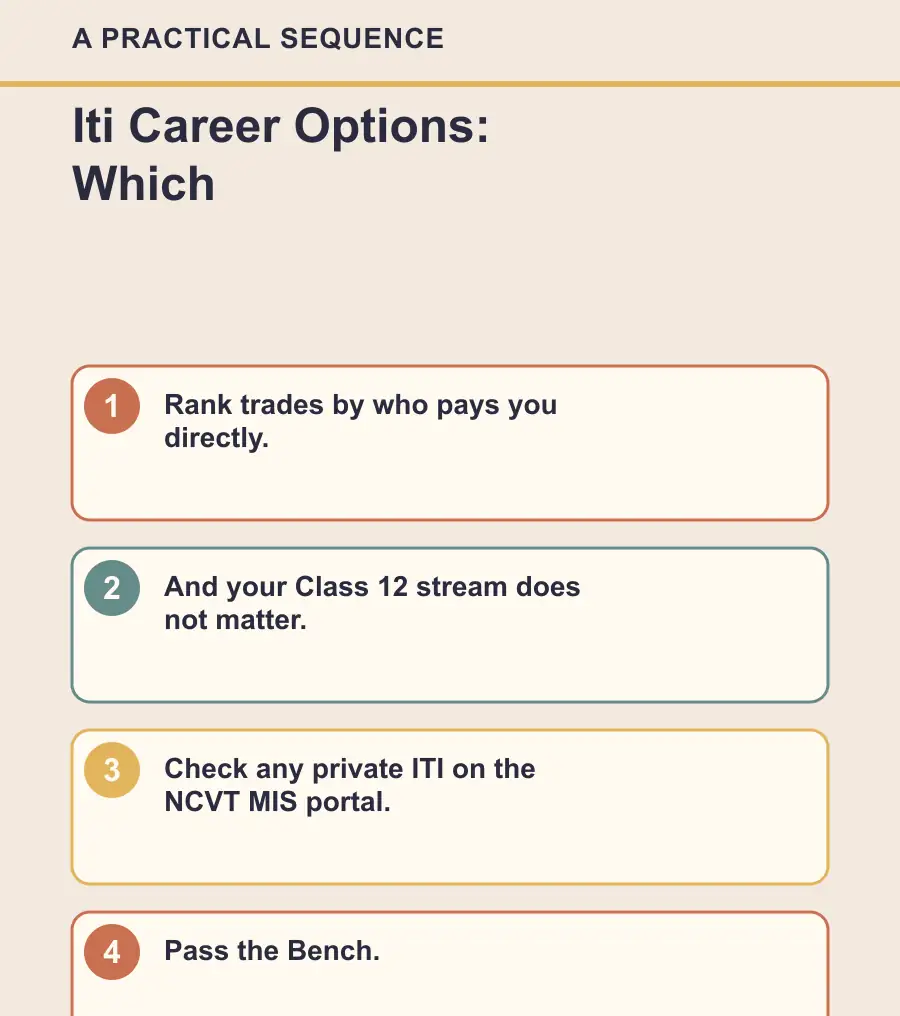 A PRACTICAL SEQUENCE
Iti Career Options:
Which
1
Rank trades by who pays you
directly.
2
And your Class 12 stream does
not matter.
3
Check any private ITI on the
NCVT MIS portal.
4
Pass the Bench.